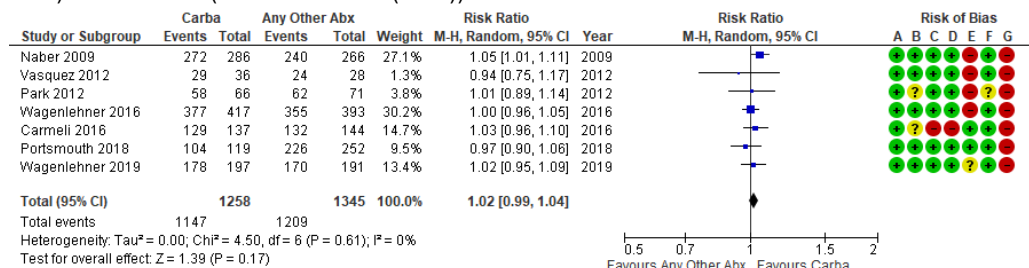 Carba Any Other Abx Risk Ratio Risk Ratio Risk of Bias
Study or Subgroup Events Total Events Total Weight M-H, Random, 95% CI Year M-H, Random, 95% CI A B C D E F G
Naber 2009 272 286 240 266 27.1% 1.05 [1.01, 1.11] 2009 + + + + - + -
Vasquez 2012 29 36 24 28 1.3% 0.94 [0.75, 1.17] 2012 + + + + - + -
Park 2012 58 66 62 71 3.8% 1.01 [0.89, 1.14] 2012 + ? + + - ? -
Wagenlehner 2016 377 417 355 393 30.2% 1.00 [0.96, 1.05] 2016 + + + + - + -
Carmeli 2016 129 137 132 144 14.7% 1.03 [0.96, 1.10] 2016 + ? - - + + -
Portsmouth 2018 104 119 226 252 9.5% 0.97 [0.90, 1.06] 2018 + + + + + + -
Wagenlehner 2019 178 197 170 191 13.4% 1.02 [0.95, 1.09] 2019 + + + + ? + -
Total (95% CI) 1258 1345 100.0% 1.02 [0.99, 1.04]
Total events 1147 1209
Heterogeneity: Tau² = 0.00; Chi² = 4.50, df = 6 (P = 0.61); I² = 0%
Test for overall effect: Z = 1.39 (P = 0.17)
0.5 0.7 1 1.5 2
Favours Any Other Abx Favours Carba